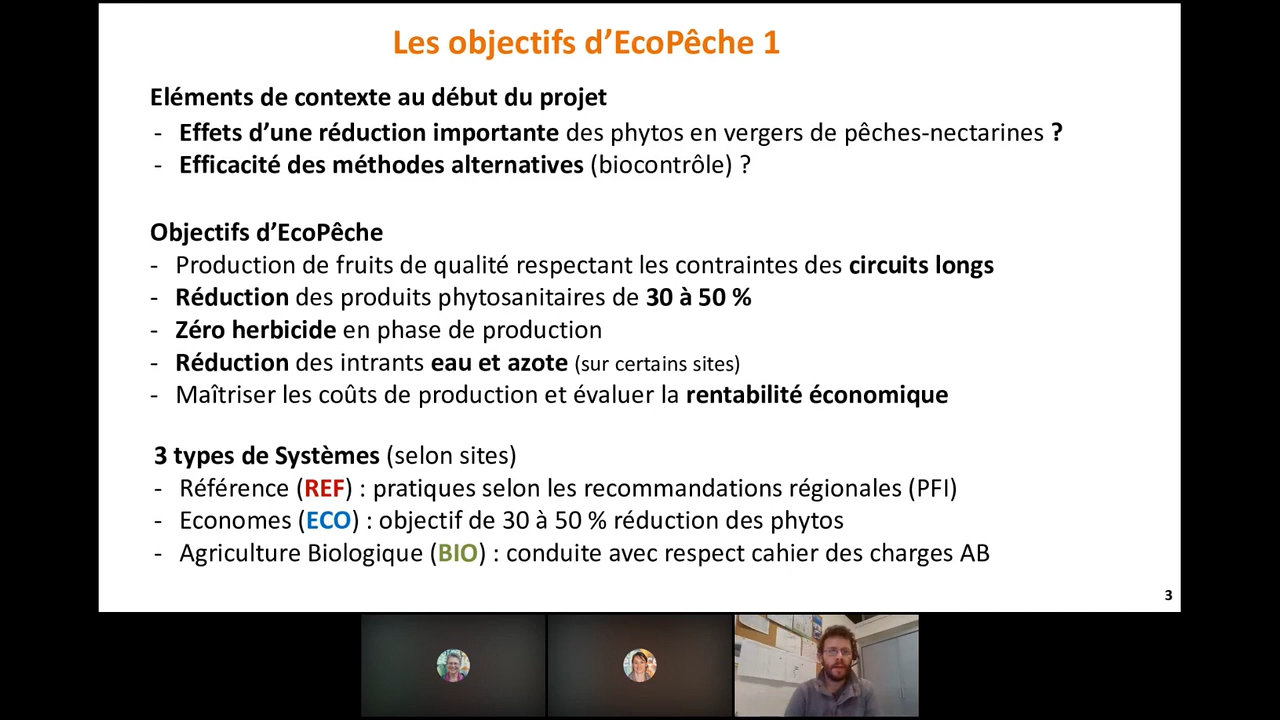 Les objectifs d’EcoPêche 1
Eléments de contexte au début du projet
- Effets d’une réduction importante des phytos en vergers de pêches-nectarines ?
- Efficacité des méthodes alternatives (biocontrôle) ?
Objectifs d’EcoPêche
- Production de fruits de qualité respectant les contraintes des circuits longs
- Réduction des produits phytosanitaires de 30 à 50 %
- Zéro herbicide en phase de production
- Réduction des intrants eau et azote (sur certains sites)
- Maîtriser les coûts de production et évaluer la rentabilité économique
3 types de Systèmes (selon sites)
- Référence (REF) : pratiques selon les recommandations régionales (PFI)
- Economes (ECO) : objectif de 30 à 50 % réduction des phytos
- Agriculture Biologique (BIO) : conduite avec respect cahier des charges AB
3